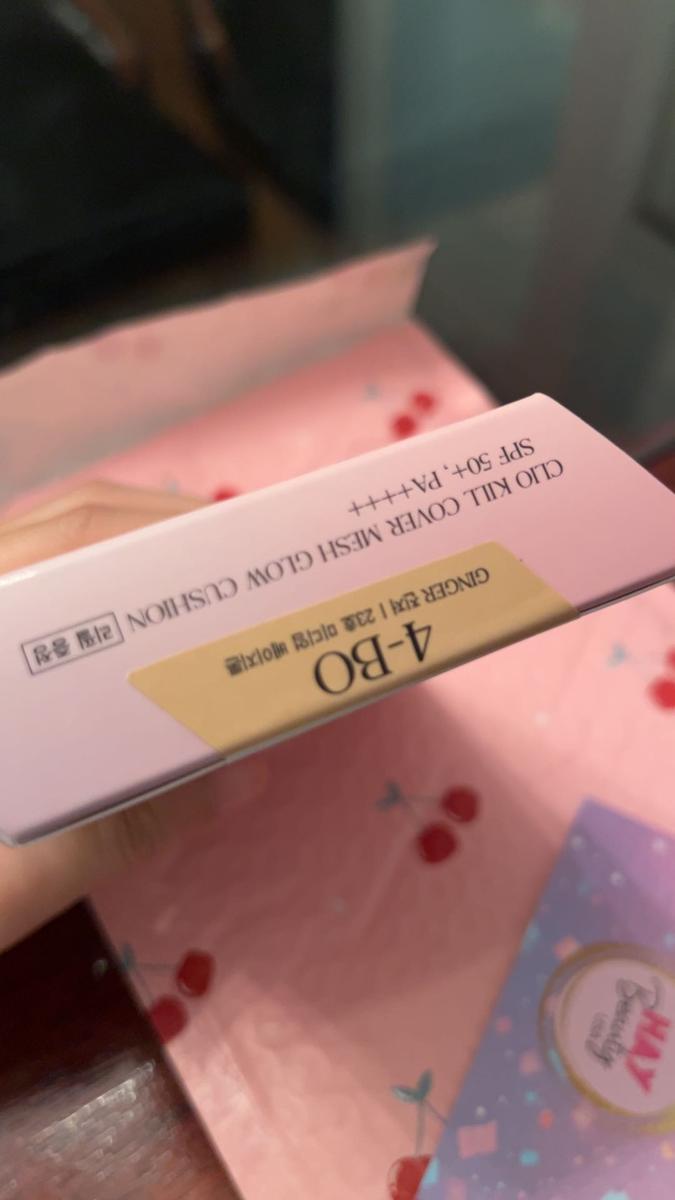 CLIO KILL COVER MESH GLOW CUSHION 리필 증정
SPF 50+, PA++++
GINGER 진저 | 23호 미디엄 베이지톤
4-BO
HAY
Beauty